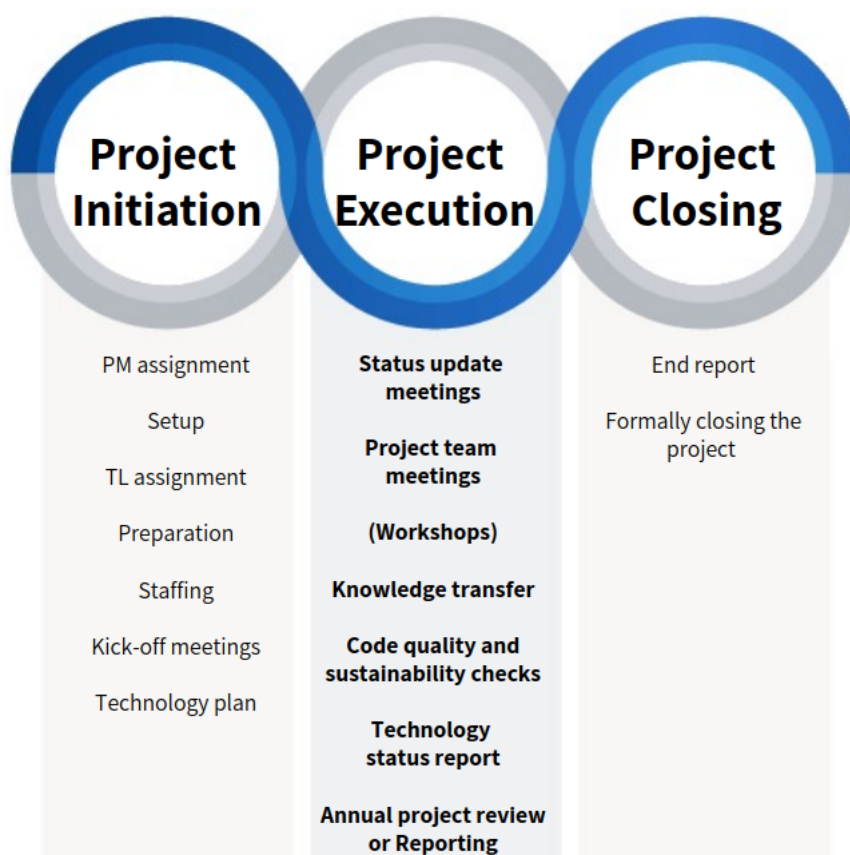 Project
Initiation
PM assignment
Setup
TL assignment
Preparation
Staffing
Kick-off meetings
Technology plan
Project
Execution
Status update
meetings
Project team
meetings
(Workshops)
Knowledge transfer
Code quality and
sustainability checks
Technology
status report
Annual project review
or Reporting
Project
Closing
End report
Formally closing the
project